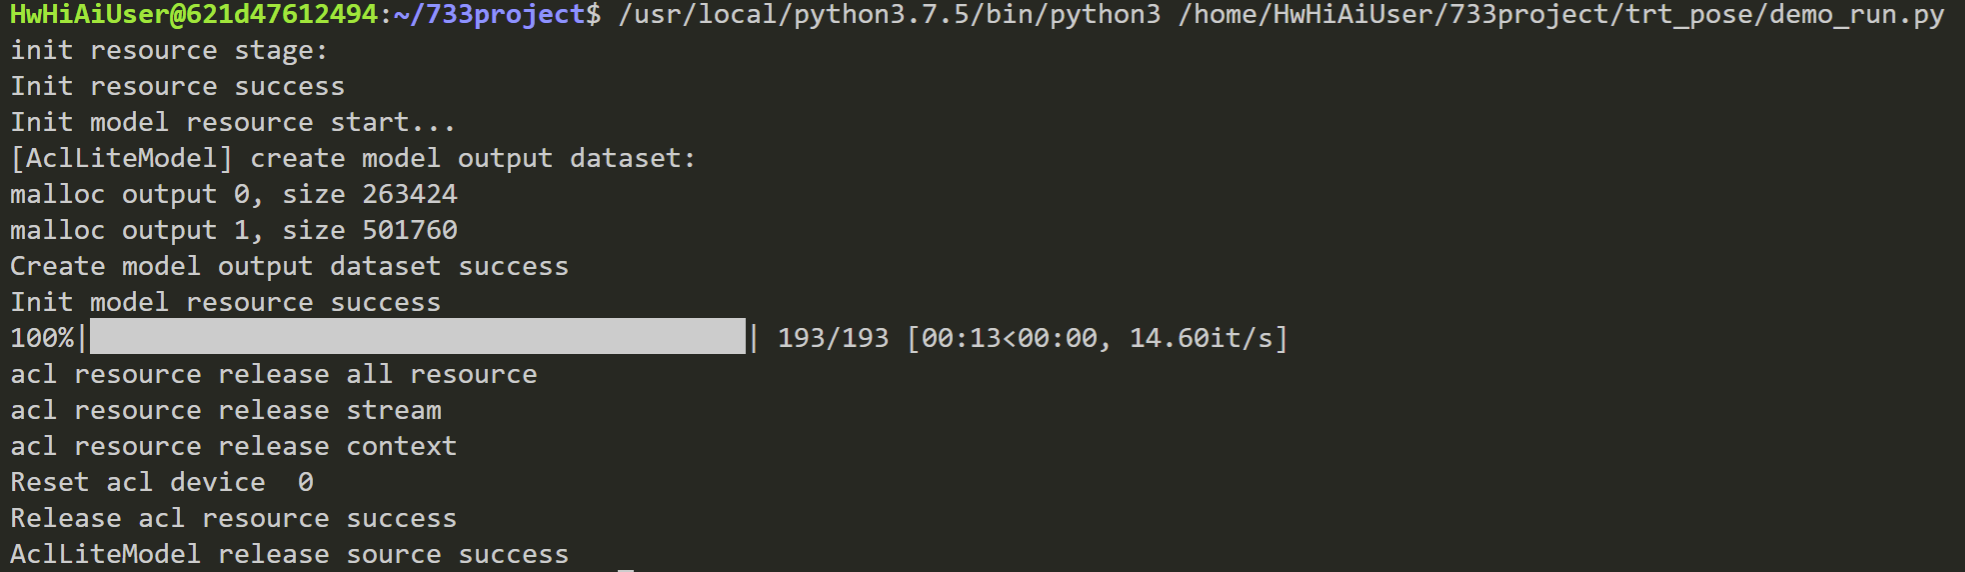 HwHiAiUser@621d47612494:~/733project$ /usr/local/python3.7.5/bin/python3 /home/HwHiAiUser/733project/trt_pose/demo_run.py
init resource stage:
Init resource success
Init model resource start...
[AclLiteModel] create model output dataset:
malloc output 0, size 263424
malloc output 1, size 501760
Create model output dataset success
Init model resource success
100%|█████████████████████████████████████████| 193/193 [00:13<00:00, 14.60it/s]
acl resource release all resource
acl resource release stream
acl resource release context
Reset acl device  0
Release acl resource success
AclLiteModel release source success